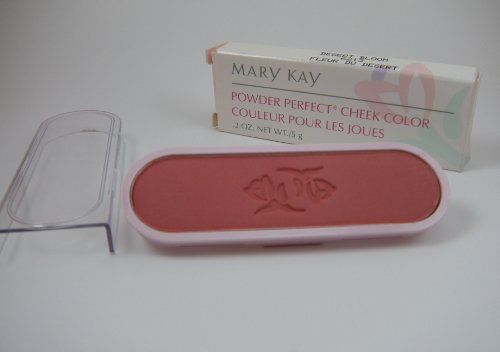 DESERT BLOOM
FLEUR DU DESERT
MARY KAY
POWDER PERFECT® CHEEK COLOR
COULEUR POUR LES JOUES
.2 OZ. NET WT./5 g